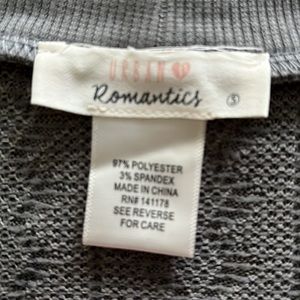 URBAN
Romantics S
97% POLYESTER
3% SPANDEX
MADE IN CHINA
RN# 141178
SEE REVERSE
FOR CARE